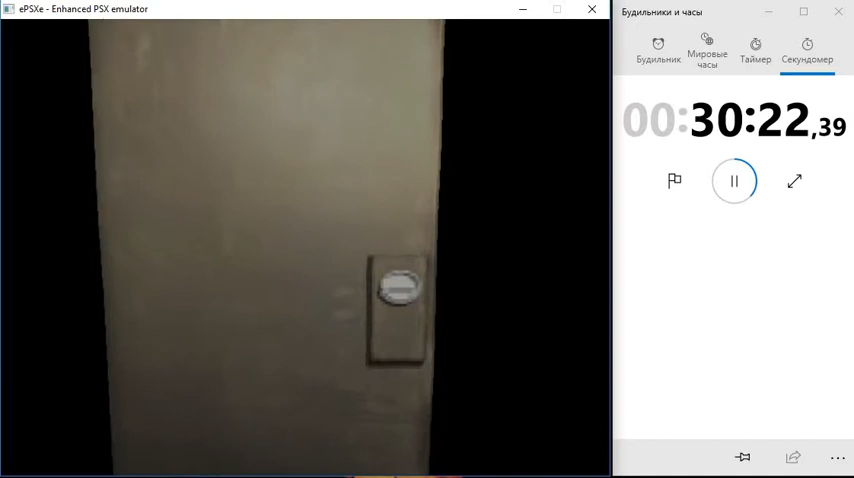 ePSXe - Enhanced PSX emulator
Будильники и часы
Будильник
Мировые
часы
Таймер
Секундомер
00:30:22,39